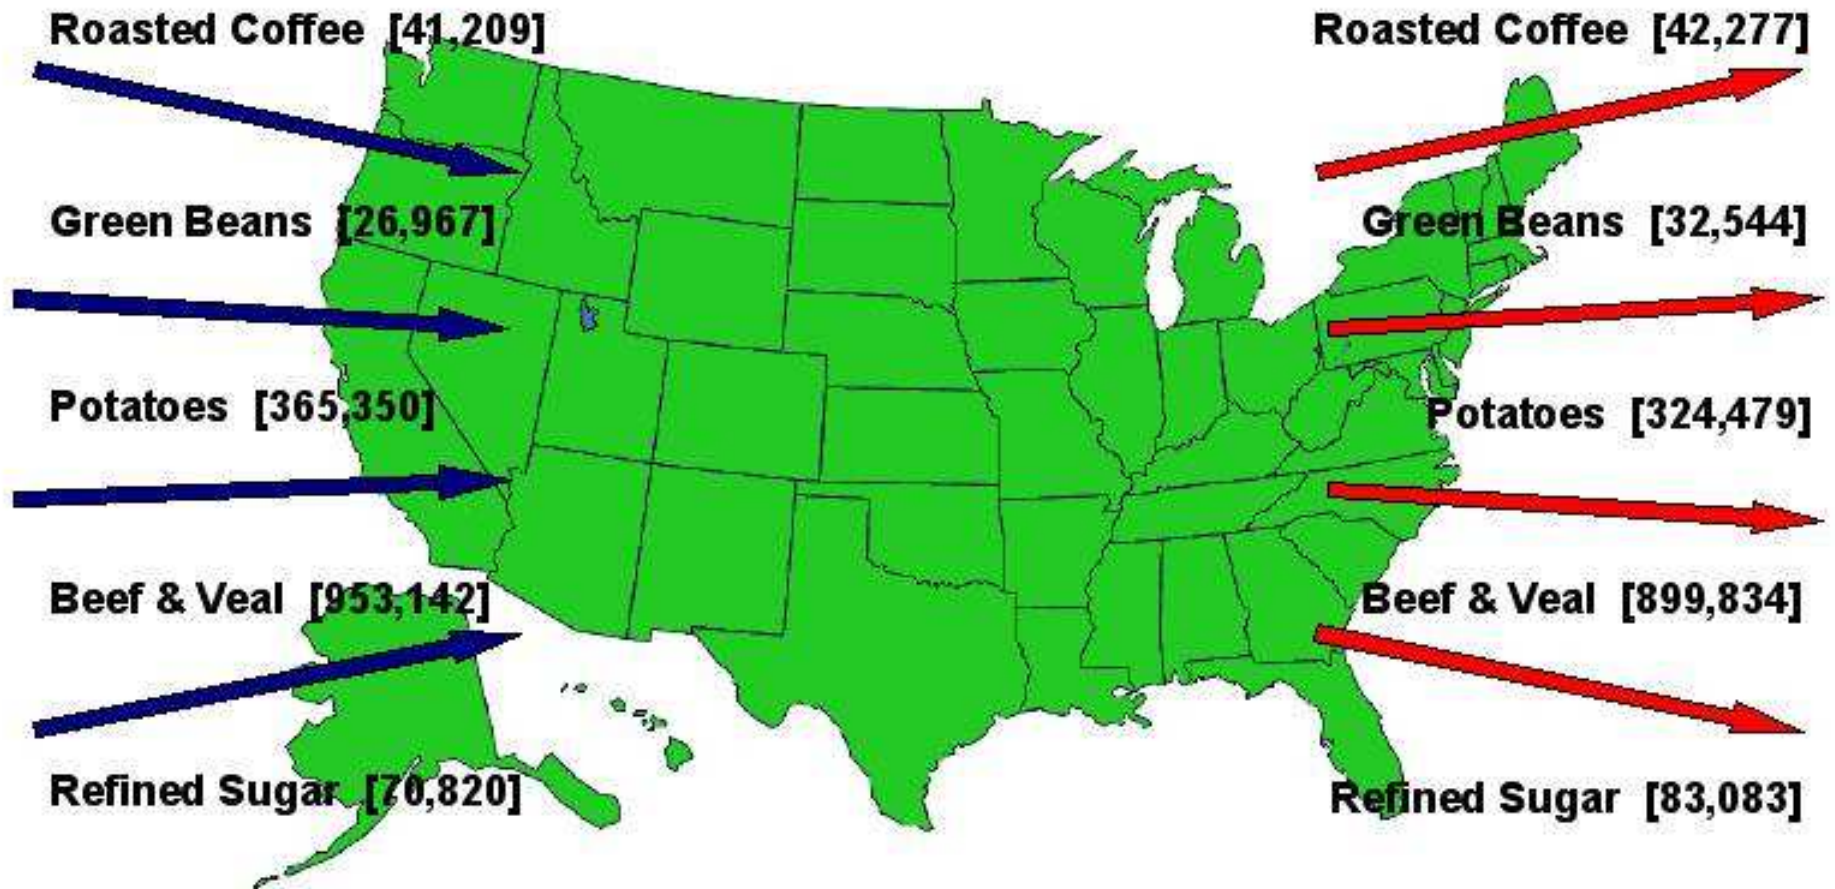 Roasted Coffee [41,209]
Roasted Coffee [42,277]
Green Beans [26,967]
Green Beans [32,544]
Potatoes [365,350]
Potatoes [324,479]
Beef & Veal [953,142]
Beef & Veal [899,834]
Refined Sugar [70,820]
Refined Sugar [83,083]